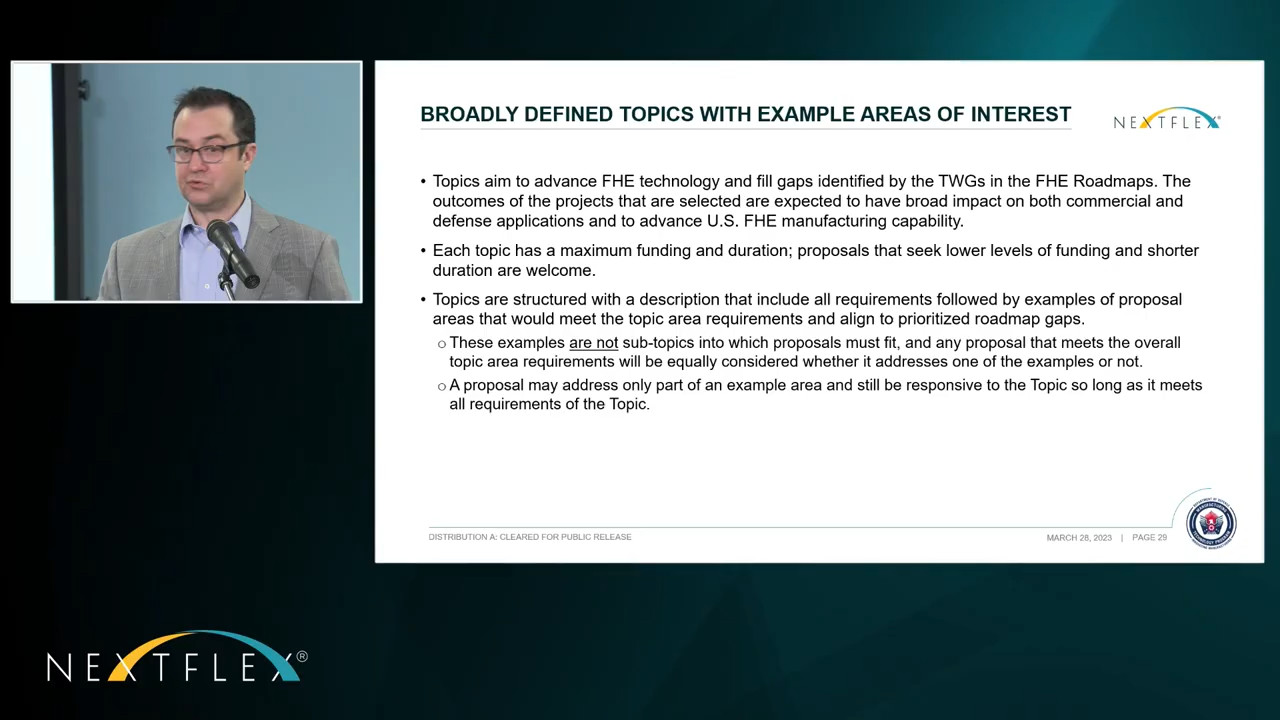 BROADLY DEFINED TOPICS WITH EXAMPLE AREAS OF INTEREST
NEXTFLEX®
• Topics aim to advance FHE technology and fill gaps identified by the TWGs in the FHE Roadmaps. The
outcomes of the projects that are selected are expected to have broad impact on both commercial and
defense applications and to advance U.S. FHE manufacturing capability.
• Each topic has a maximum funding and duration; proposals that seek lower levels of funding and shorter
duration are welcome.
• Topics are structured with a description that include all requirements followed by examples of proposal
areas that would meet the topic area requirements and align to prioritized roadmap gaps.
o These examples are not sub-topics into which proposals must fit, and any proposal that meets the overall
topic area requirements will be equally considered whether it addresses one of the examples or not.
o A proposal may address only part of an example area and still be responsive to the Topic so long as it meets
all requirements of the Topic.
DISTRIBUTION A: CLEARED FOR PUBLIC RELEASE
MARCH 28, 2023 | PAGE 29
NEXTFLEX®